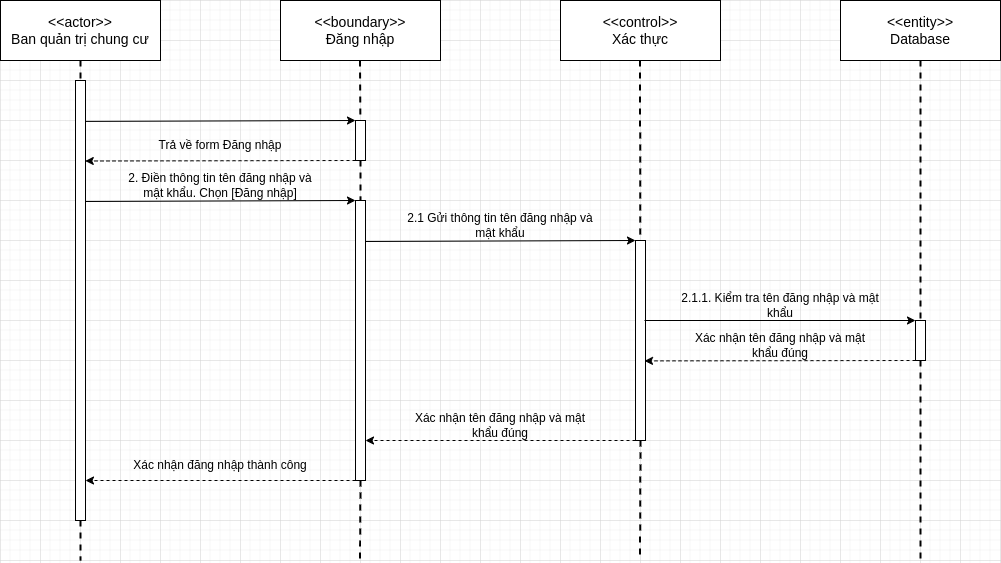 <<actor>>
Ban quản trị chung cư
<<boundary>>
Đăng nhập
<<control>>
Xác thực
<<entity>>
Database
Trả về form Đăng nhập
2. Điền thông tin tên đăng nhập và
mật khẩu. Chọn [Đăng nhập]
2.1 Gửi thông tin tên đăng nhập và
mật khẩu
2.1.1. Kiểm tra tên đăng nhập và mật
khẩu
Xác nhận tên đăng nhập và mật
khẩu đúng
Xác nhận tên đăng nhập và mật
khẩu đúng
Xác nhận đăng nhập thành công